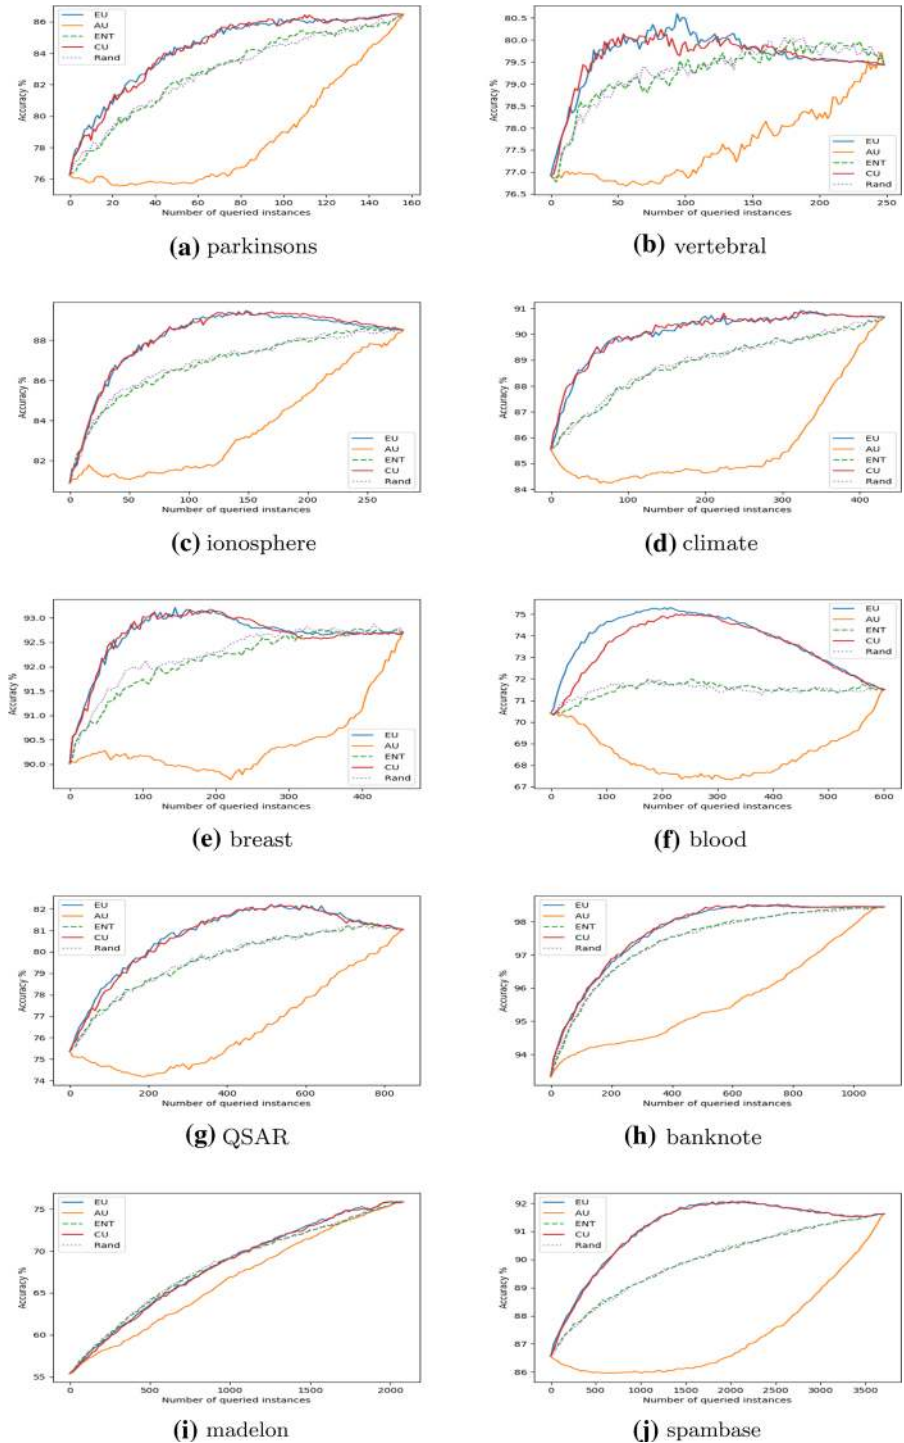 EU
AU
ENT
CU
Rand
Accuracy %
86
84
82
80
78
76
0 20 40 60 80 100 120 140 160
Number of queried instances
(a) parkinsons
Accuracy %
80.5
80.0
79.5
79.0
78.5
78.0
77.5
77.0
76.5
EU
AU
ENT
CU
Rand
0 50 100 150 200 250
Number of queried instances
(b) vertebral
Accuracy %
88
86
84
82
EU
AU
ENT
CU
Rand
0 50 100 150 200 250
Number of queried instances
(c) ionosphere
Accuracy %
91
90
89
88
87
86
85
84
EU
AU
ENT
CU
Rand
0 100 200 300 400
Number of queried instances
(d) climate
Accuracy %
93.0
92.5
92.0
91.5
91.0
90.5
90.0
EU
AU
ENT
CU
Rand
0 100 200 300 400
Number of queried instances
(e) breast
Accuracy %
75
74
73
72
71
70
69
68
67
EU
AU
ENT
CU
Rand
0 100 200 300 400 500 600
Number of queried instances
(f) blood
Accuracy %
82
81
80
79
78
77
76
75
74
EU
AU
ENT
CU
Rand
0 200 400 600 800
Number of queried instances
(g) QSAR
Accuracy %
98
97
96
95
94
EU
AU
ENT
CU
Rand
0 200 400 600 800 1000
Number of queried instances
(h) banknote
Accuracy %
75
70
65
60
55
EU
AU
ENT
CU
Rand
0 500 1000 1500 2000
Number of queried instances
(i) madelon
Accuracy %
92
91
90
89
88
87
86
EU
AU
ENT
CU
Rand
0 500 1000 1500 2000 2500 3000 3500
Number of queried instances
(j) spambase